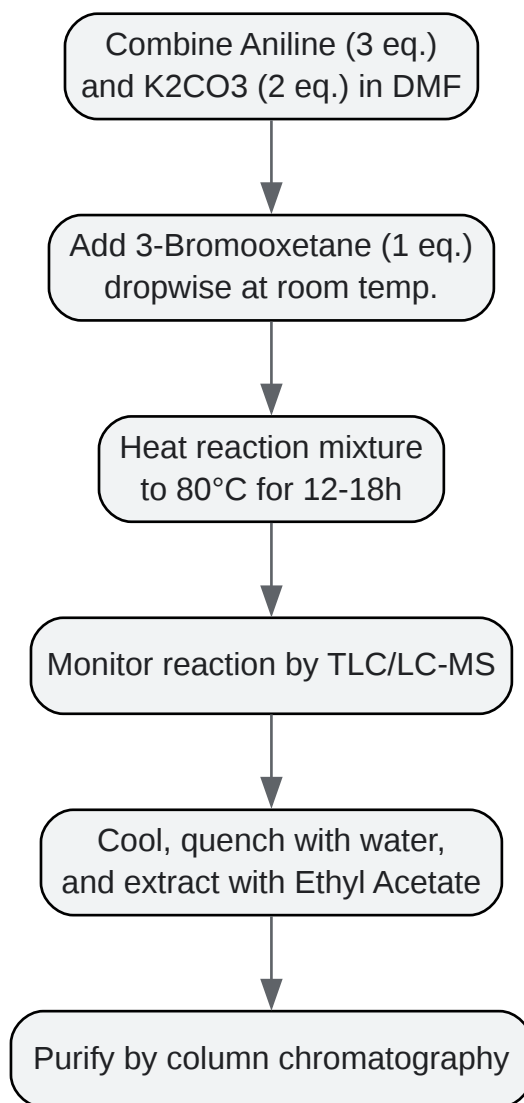 Combine Aniline (3 eq.)
and K2CO3 (2 eq.) in DMF
Add 3-Bromooxetane (1 eq.)
dropwise at room temp.
Heat reaction mixture
to 80°C for 12-18h
Monitor reaction by TLC/LC-MS
Cool, quench with water,
and extract with Ethyl Acetate
Purify by column chromatography